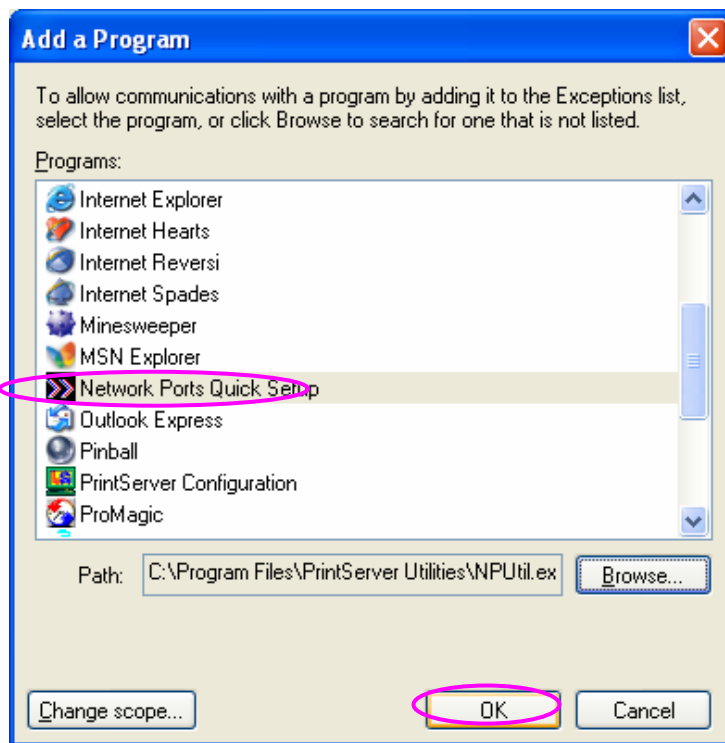 Add a Program
To allow communications with a program by adding it to the Exceptions list,
select the program, or click Browse to search for one that is not listed.
Programs:
Internet Explorer
Internet Hearts
Internet Reversi
Internet Spades
Minesweeper
MSN Explorer
Network Ports Quick Setup
Outlook Express
Pinball
PrintServer Configuration
ProMagic
Path: C:\Program Files\PrintServer Utilities\NPUtil.ex Browse...
Change scope... OK Cancel